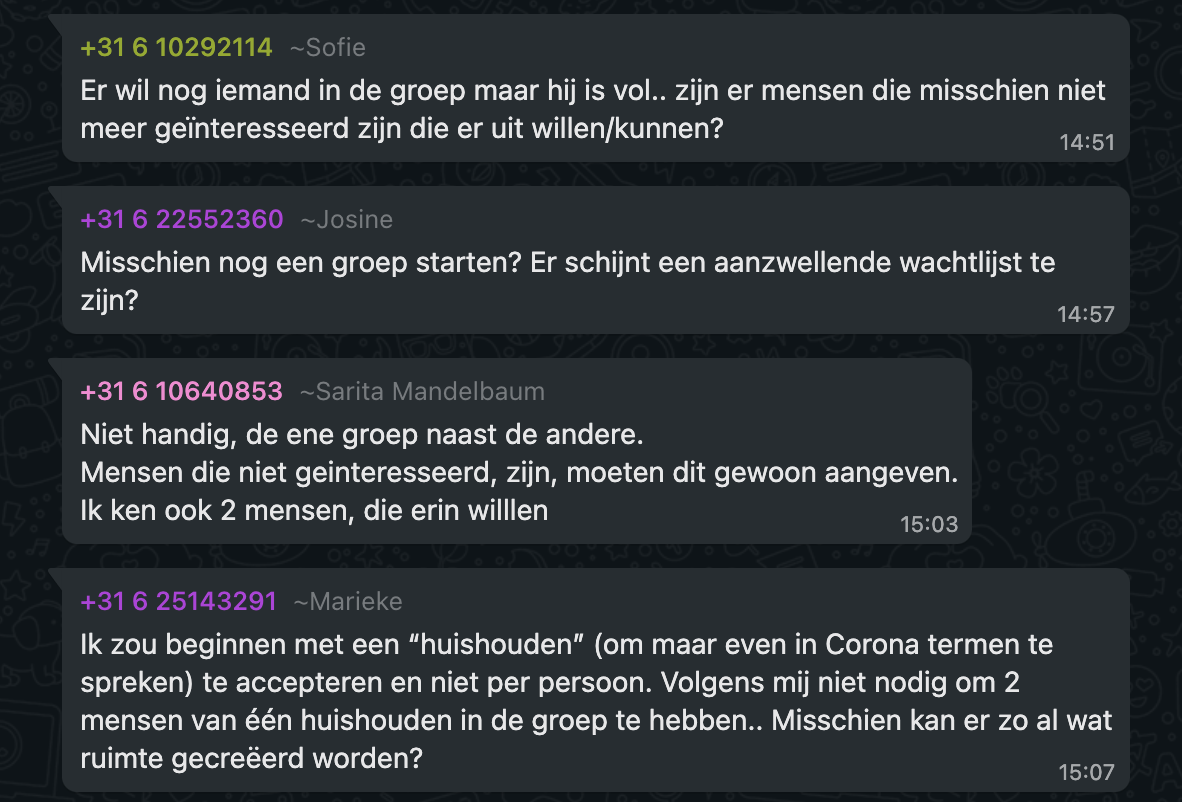 +31 6 10292114 ~Sofie
Er wil nog iemand in de groep maar hij is vol.. zijn er mensen die misschien niet
meer geïnteresseerd zijn die er uit willen/kunnen?
14:51
+31 6 22552360 ~Josine
Misschien nog een groep starten? Er schijnt een aanzwellende wachtlijst te
zijn?
14:57
+31 6 10640853 ~Sarita Mandelbaum
Niet handig, de ene groep naast de andere.
Mensen die niet geinteresseerd, zijn, moeten dit gewoon aangeven.
Ik ken ook 2 mensen, die erin willlen
15:03
+31 6 25143291 ~Marieke
Ik zou beginnen met een “huishouden” (om maar even in Corona termen te
spreken) te accepteren en niet per persoon. Volgens mij niet nodig om 2
mensen van één huishouden in de groep te hebben.. Misschien kan er zo al wat
ruimte gecreëerd worden?
15:07